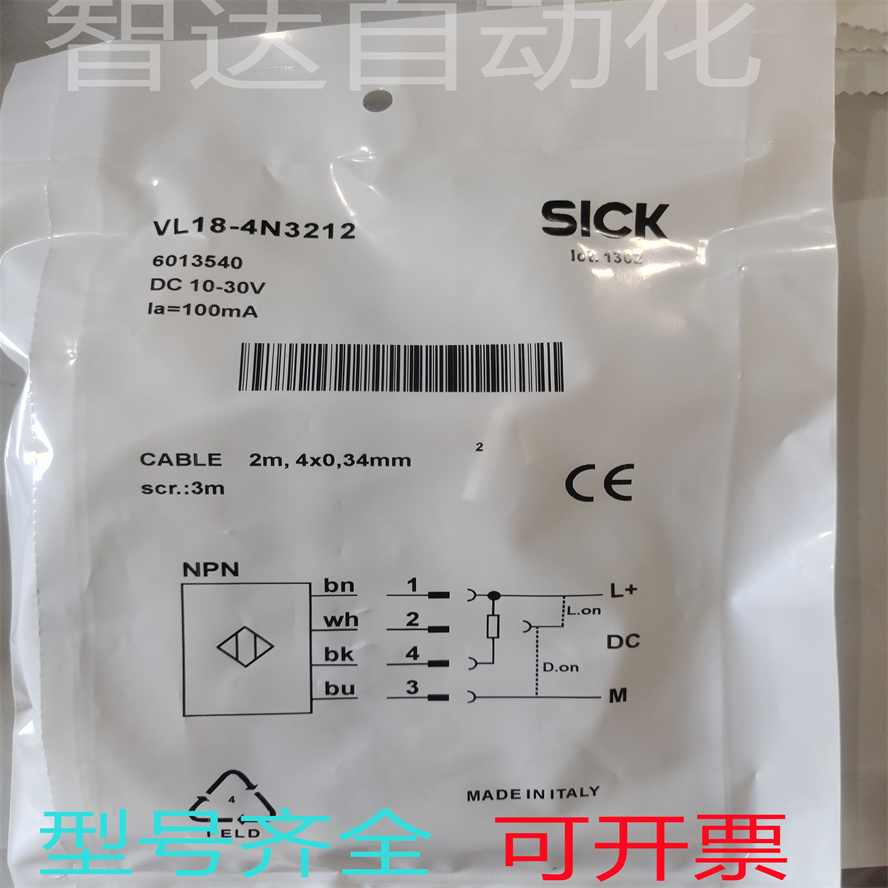 智达自动化
VL18-4N3212
SICK
6013540
lot. 1302
DC 10-30V
Ia=100mA
CABLE 2m, 4x0,34mm 2
scr.:3m
CE
NPN
bn 1 L+
L.on
wh 2
DC
bk 4
D.on
bu 3 M
4
MADE IN ITALY
型号齐全 可开票